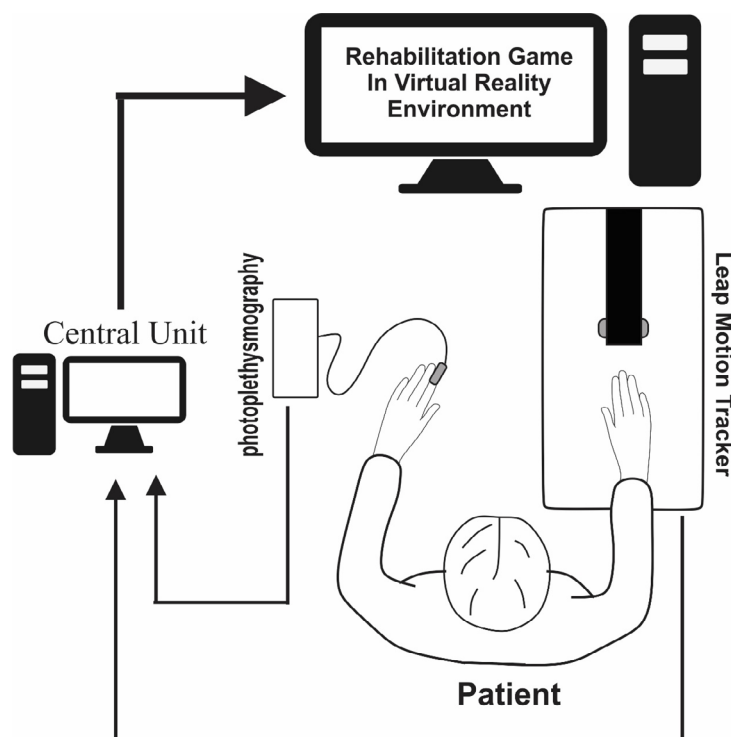 Rehabilitation Game
In Virtual Reality
Environment
Central Unit
photoplethysmography
Leap Motion Tracker
Patient